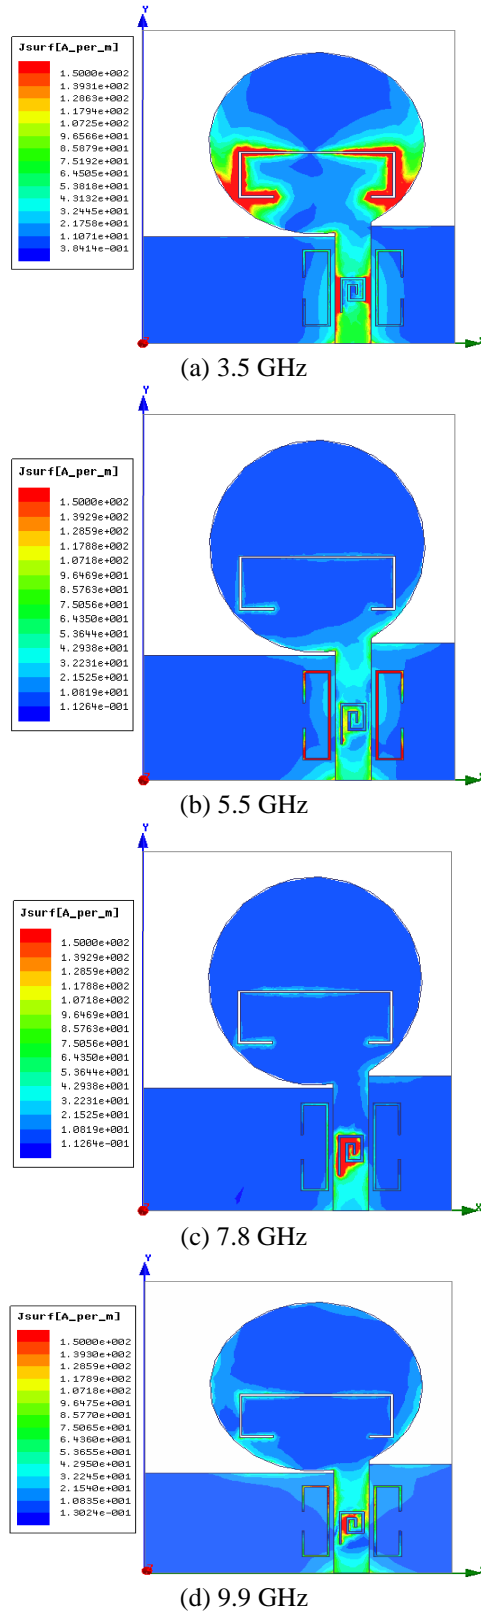 Y
Jsurf[A_per_m]
1.5000e+002
1.3931e+002
1.2863e+002
1.1794e+002
1.0725e+002
9.6566e+001
8.5879e+001
7.5192e+001
6.4505e+001
5.3818e+001
4.3132e+001
3.2445e+001
2.1758e+001
1.1071e+001
3.8414e-001
(a) 3.5 GHz
Y
Jsurf[A_per_m]
1.5000e+002
1.3929e+002
1.2859e+002
1.1788e+002
1.0718e+002
9.6469e+001
8.5763e+001
7.5056e+001
6.4350e+001
5.3644e+001
4.2938e+001
3.2231e+001
2.1525e+001
1.0819e+001
1.1264e-001
(b) 5.5 GHz
Y
Jsurf[A_per_m]
1.5000e+002
1.3929e+002
1.2859e+002
1.1788e+002
1.0718e+002
9.6469e+001
8.5763e+001
7.5056e+001
6.4350e+001
5.3644e+001
4.2938e+001
3.2231e+001
2.1525e+001
1.0819e+001
1.1264e-001
X
(c) 7.8 GHz
Y
Jsurf[A_per_m]
1.5000e+002
1.3930e+002
1.2859e+002
1.1789e+002
1.0718e+002
9.6475e+001
8.5770e+001
7.5065e+001
6.4360e+001
5.3655e+001
4.2950e+001
3.2245e+001
2.1540e+001
1.0835e+001
1.3024e-001
(d) 9.9 GHz